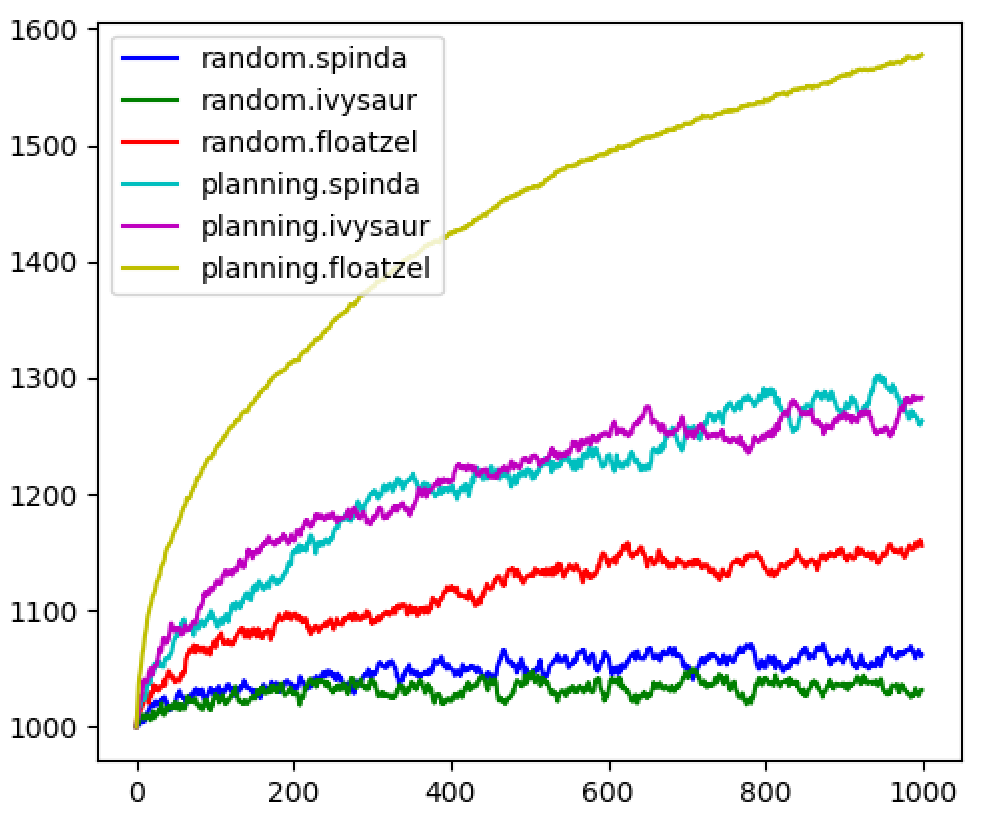 1600
1500
1400
1300
1200
1100
1000
random.spinda
random.ivysaur
random.floatzel
planning.spinda
planning.ivysaur
planning.floatzel
0
200
400
600
800
1000